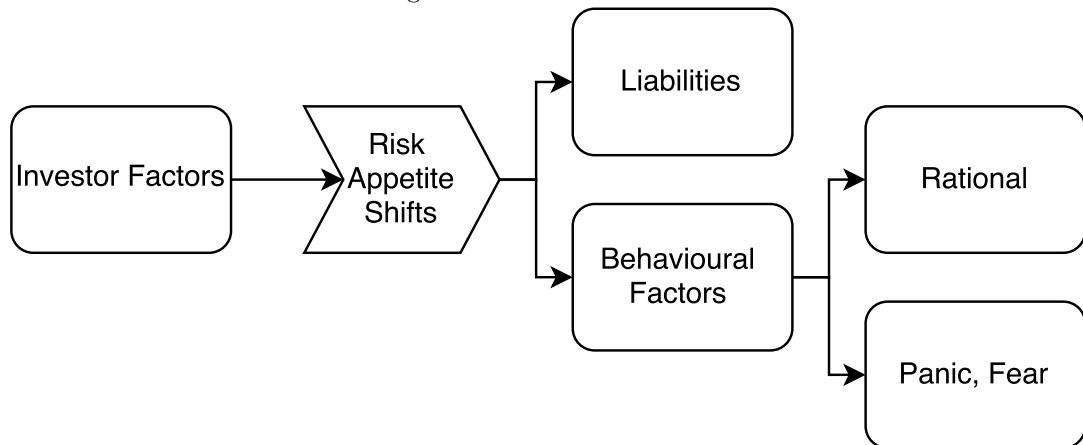 Investor Factors
Risk
Appetite
Shifts
Liabilities
Behavioural
Factors
Rational
Panic, Fear